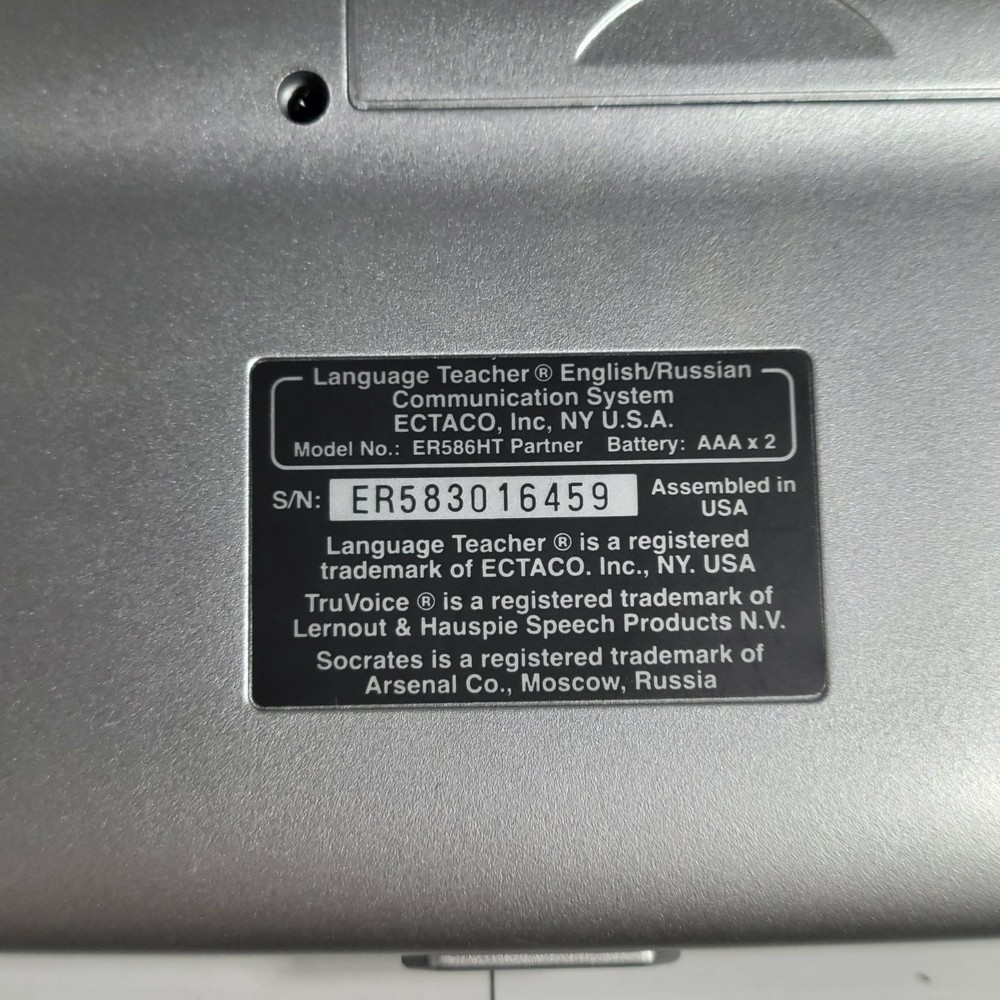 Language Teacher ® English/Russian
Communication System
ECTACO, Inc, NY U.S.A.
Model No.: ER586HT Partner Battery: AAA x 2
S/N: ER583016459 Assembled in
USA
Language Teacher ® is a registered
trademark of ECTACO. Inc., NY. USA
TruVoice ® is a registered trademark of
Lernout & Hauspie Speech Products N.V.
Socrates is a registered trademark of
Arsenal Co., Moscow, Russia